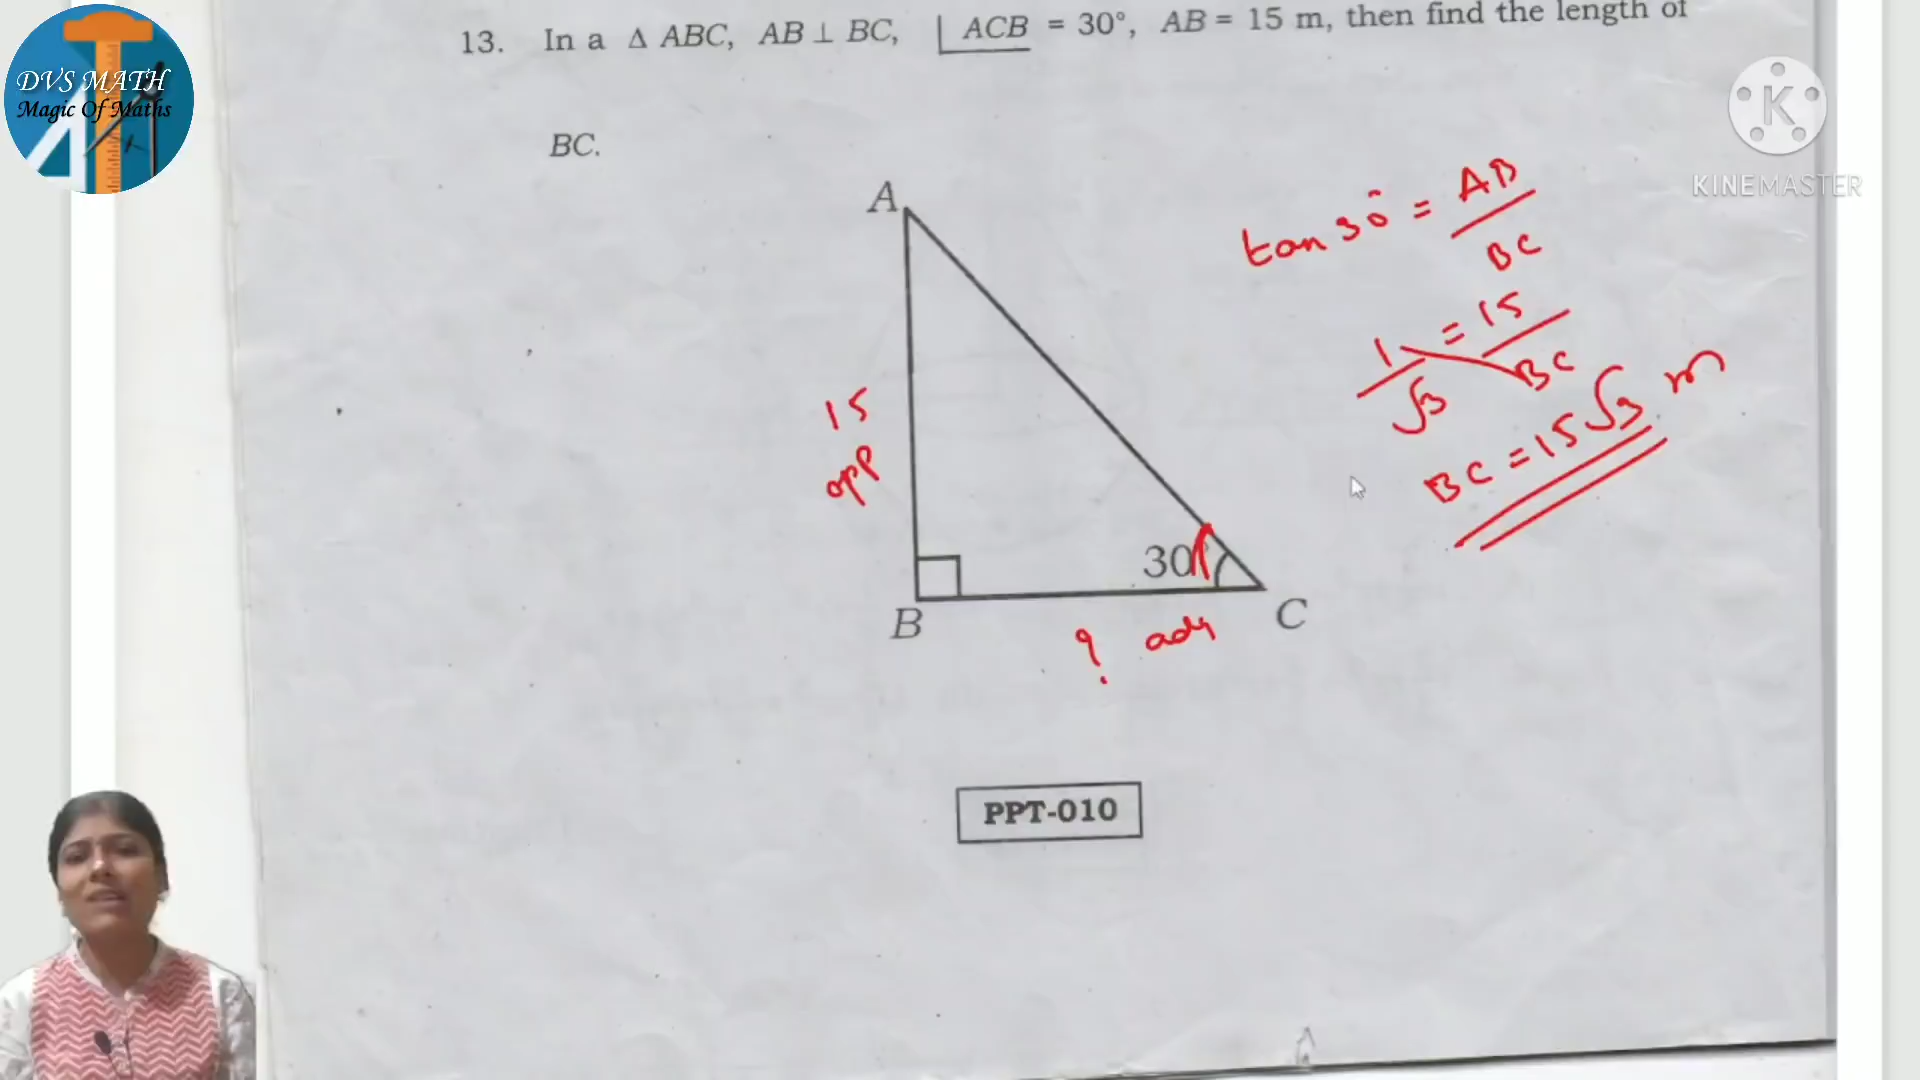 DVS MATH
Magic Of Maths
13. In a Δ ABC, AB ⊥ BC, ∠ACB = 30°, AB = 15 m, then find the length of
BC.
KINEMASTER
A
tan 30° = AB/BC
1/√3 = 15/BC
BC = 15√3 m
15
opp
30
B
C
? adj
PPT-010